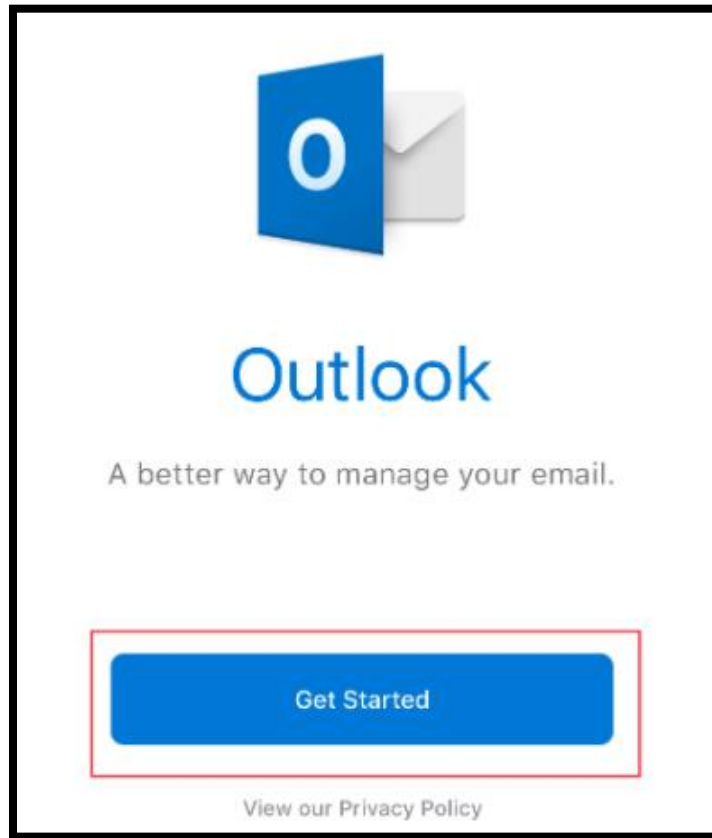 O
Outlook
A better way to manage your email.
Get Started
View our Privacy Policy